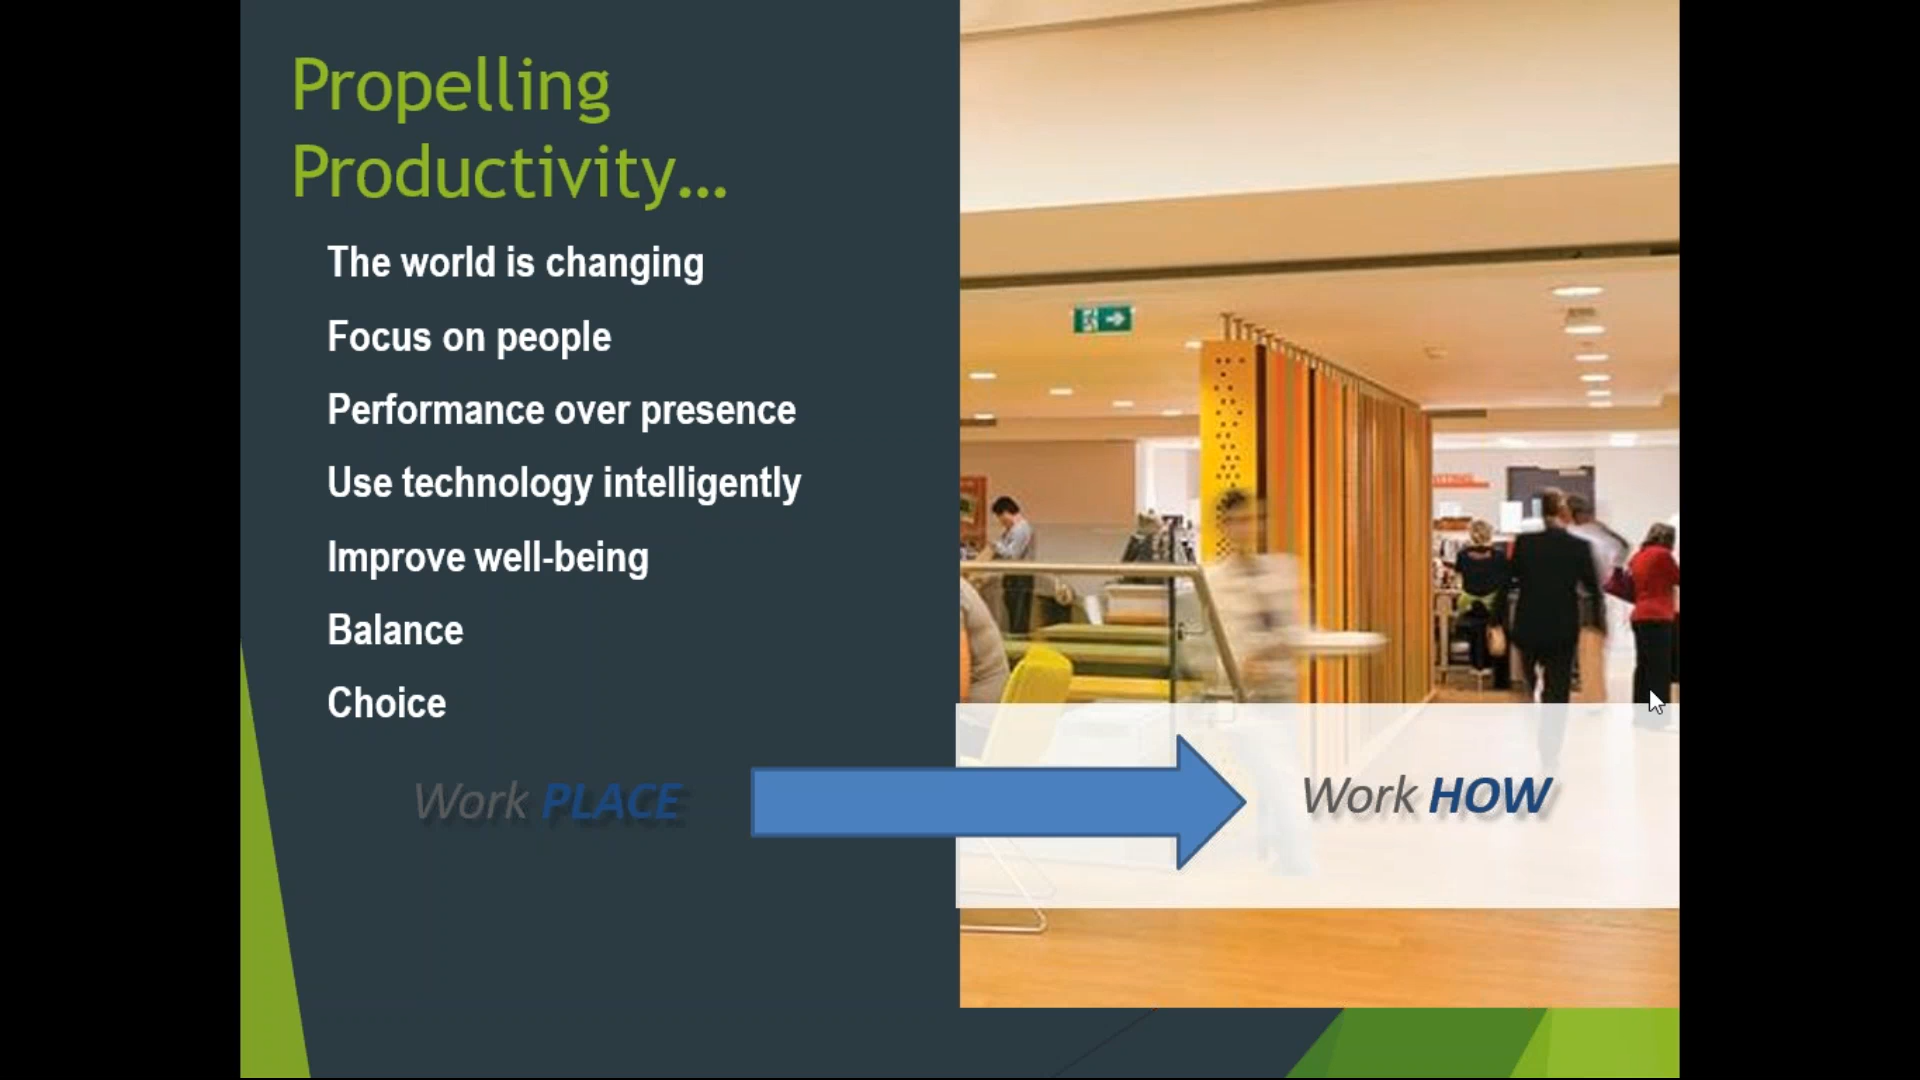 Propelling
Productivity...
The world is changing
Focus on people
Performance over presence
Use technology intelligently
Improve well-being
Balance
Choice
Work PLACE
Work HOW